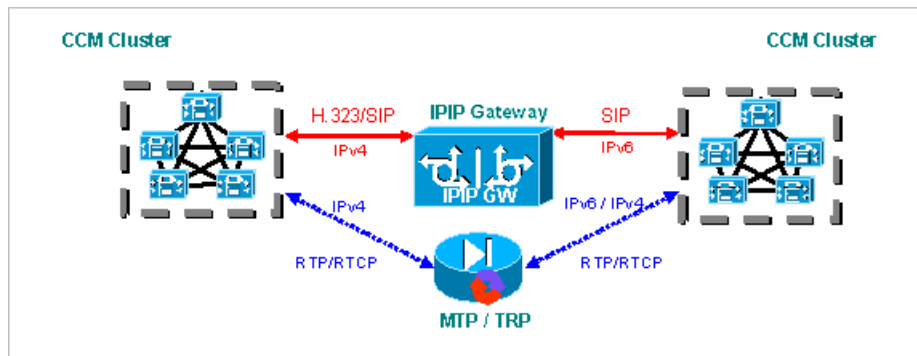 CCM Cluster
CCM Cluster
H.323/SIP
IPIP Gateway
SIP
IPv4
IPv6
IPIP GW
IPv4
IPv6 / IPv4
RTP/RTCP
RTP/RTCP
MTP / TRP